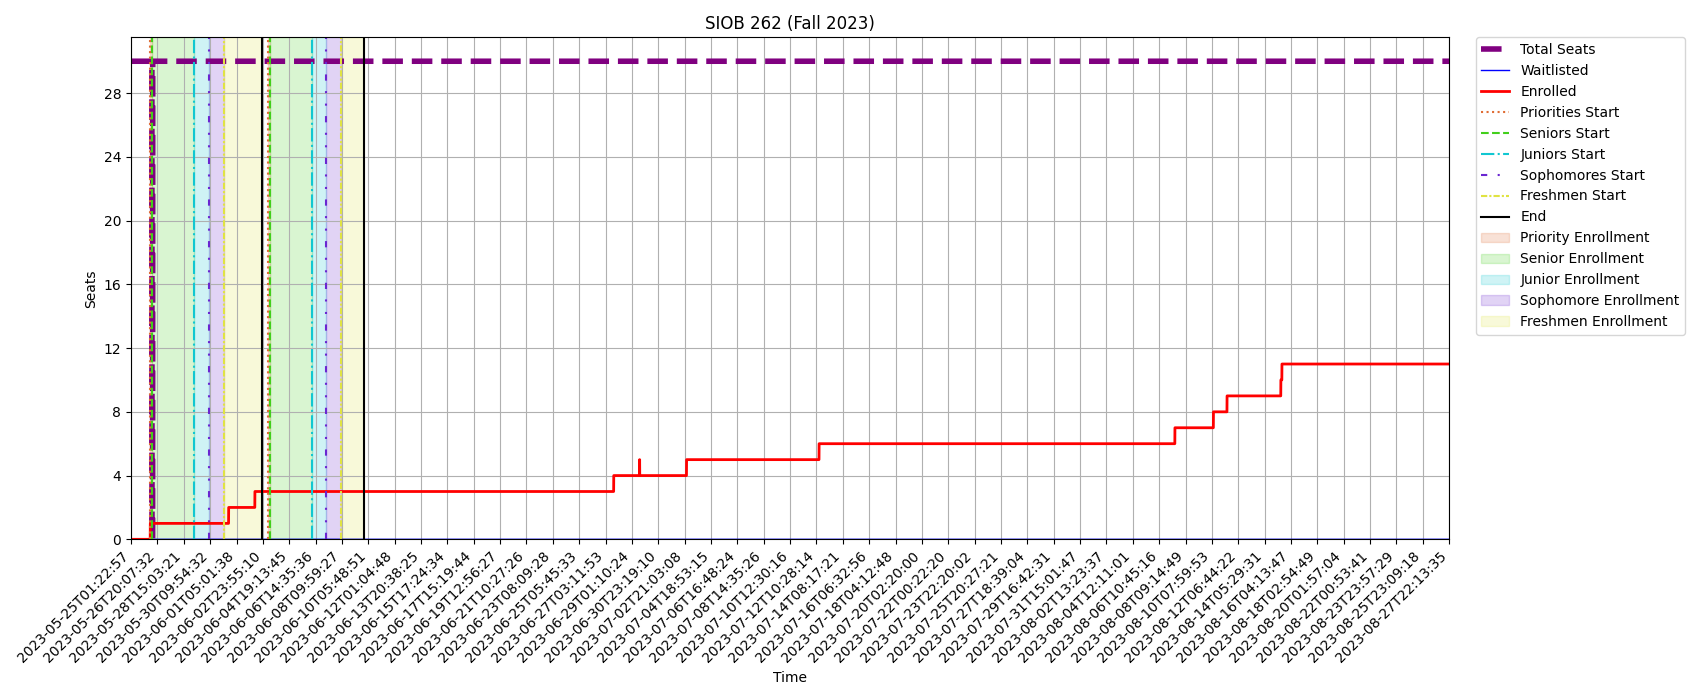 SIOB 262 (Fall 2023)
Seats
28
24
20
16
12
8
4
0
2023-05-25T01:22:57
2023-05-26T20:07:32
2023-05-28T15:03:21
2023-05-30T09:54:32
2023-06-01T05:01:38
2023-06-02T23:55:10
2023-06-04T19:13:45
2023-06-06T14:35:36
2023-06-08T09:59:27
2023-06-10T05:48:51
2023-06-12T01:04:48
2023-06-13T20:38:25
2023-06-15T17:24:34
2023-06-17T15:19:44
2023-06-19T12:56:27
2023-06-21T10:27:26
2023-06-23T08:09:28
2023-06-25T05:45:33
2023-06-27T03:11:53
2023-06-29T01:10:24
2023-06-30T23:19:10
2023-07-02T21:03:08
2023-07-04T18:53:15
2023-07-06T16:48:24
2023-07-08T14:35:26
2023-07-10T12:30:16
2023-07-12T10:28:14
2023-07-14T08:17:21
2023-07-16T06:32:56
2023-07-18T04:12:48
2023-07-20T02:20:00
2023-07-22T00:22:20
2023-07-23T22:20:02
2023-07-25T20:27:21
2023-07-27T18:39:04
2023-07-29T16:42:31
2023-07-31T15:01:47
2023-08-02T13:23:37
2023-08-04T12:11:01
2023-08-06T10:45:16
2023-08-08T09:14:49
2023-08-10T07:59:53
2023-08-12T06:44:22
2023-08-14T05:29:31
2023-08-16T04:13:47
2023-08-18T02:54:49
2023-08-20T01:57:04
2023-08-22T00:53:41
2023-08-23T23:57:29
2023-08-25T23:09:18
2023-08-27T22:13:35
Time
Total Seats
Waitlisted
Enrolled
Priorities Start
Seniors Start
Juniors Start
Sophomores Start
Freshmen Start
End
Priority Enrollment
Senior Enrollment
Junior Enrollment
Sophomore Enrollment
Freshmen Enrollment